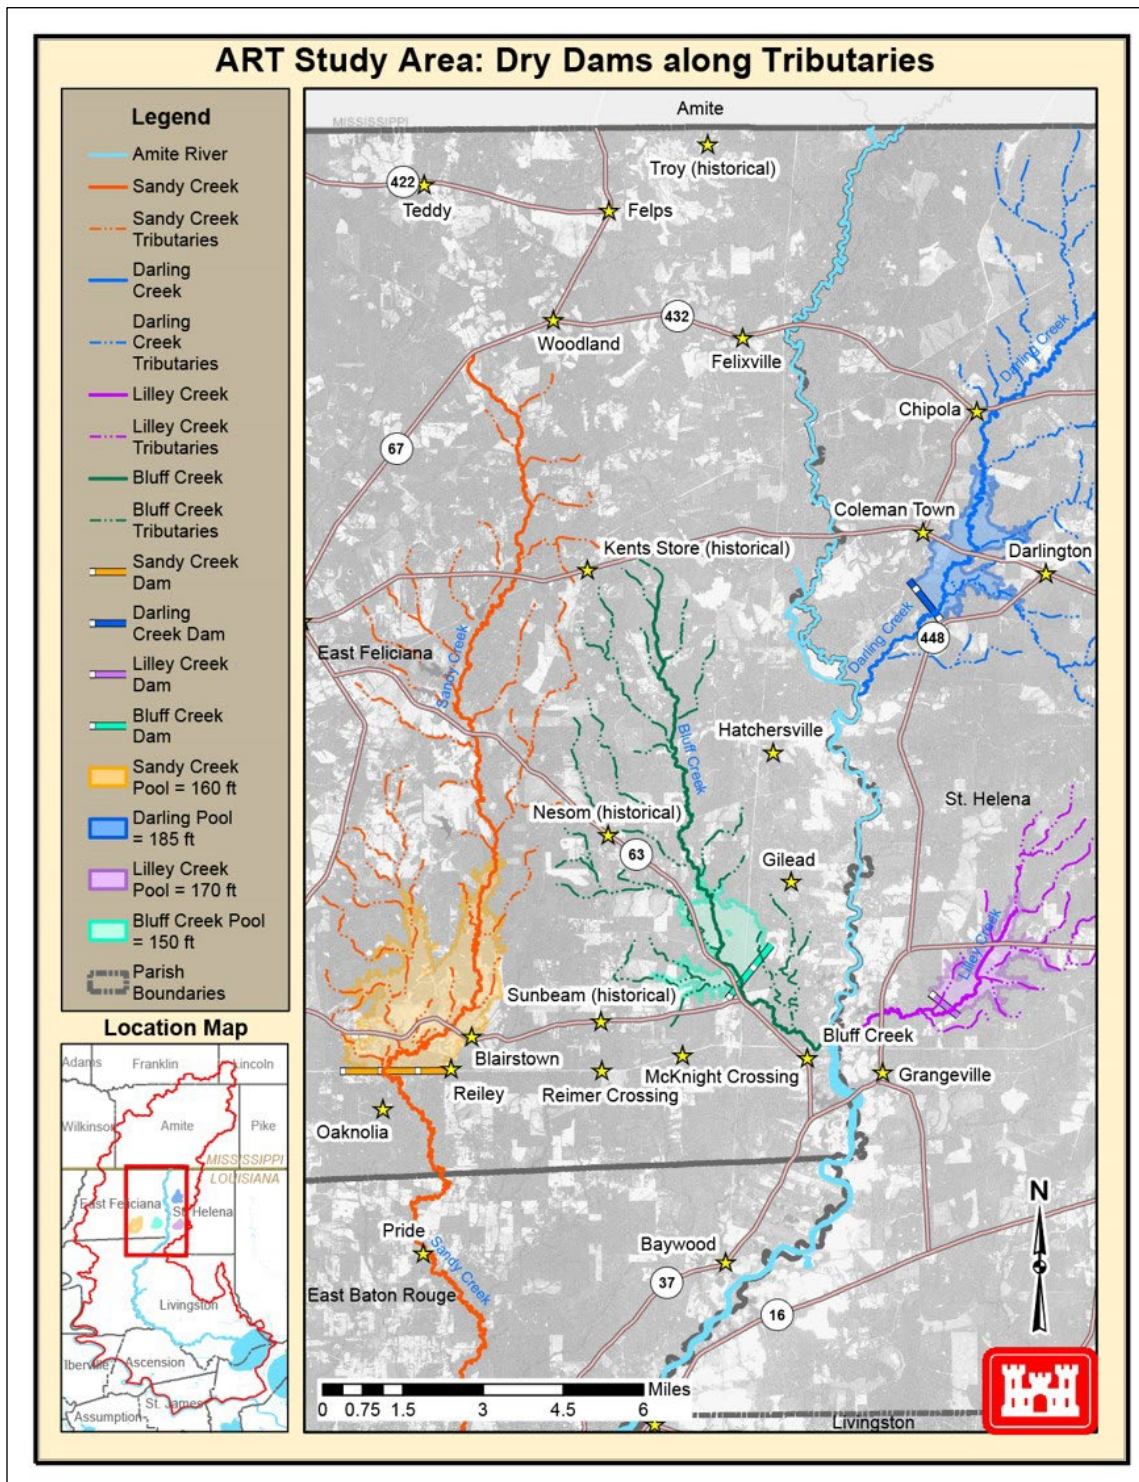 ART Study Area: Dry Dams along Tributaries
Legend
Amite River
Sandy Creek
Sandy Creek
Tributaries
Darling
Creek
Darling
Creek
Tributaries
Lilley Creek
Lilley Creek
Tributaries
Bluff Creek
Bluff Creek
Tributaries
Sandy Creek
Dam
Darling
Creek Dam
Lilley Creek
Dam
Bluff Creek
Dam
Sandy Creek
Pool = 160 ft
Darling Pool
= 185 ft
Lilley Creek
Pool = 170 ft
Bluff Creek Pool
= 150 ft
Parish
Boundaries
Location Map
Adams
Franklin
Lincoln
Wilkinson
Amite
Pike
MISSISSIPPI
LOUISIANA
East Feliciana
St. Helena
Livingston
Iberville
Ascension
St. James
Assumption
Amite
MISSISSIPPI
Troy (historical)
422
Teddy
Felps
432
Woodland
Felixville
Darling Creek
Chipola
67
Coleman Town
Kents Store (historical)
Darlington
Darling Creek
448
East Feliciana
Sandy Creek
Hatchersville
Bluff Creek
St. Helena
Nesom (historical)
63
Gilead
Lilley Creek
Sunbeam (historical)
Blairstown
Bluff Creek
McKnight Crossing
Grangeville
Reiley
Reimer Crossing
Oaknolia
N
Pride
Sandy Creek
Baywood
East Baton Rouge
37
16
0 0.75 1.5 3 4.5 6 Miles
Livingston